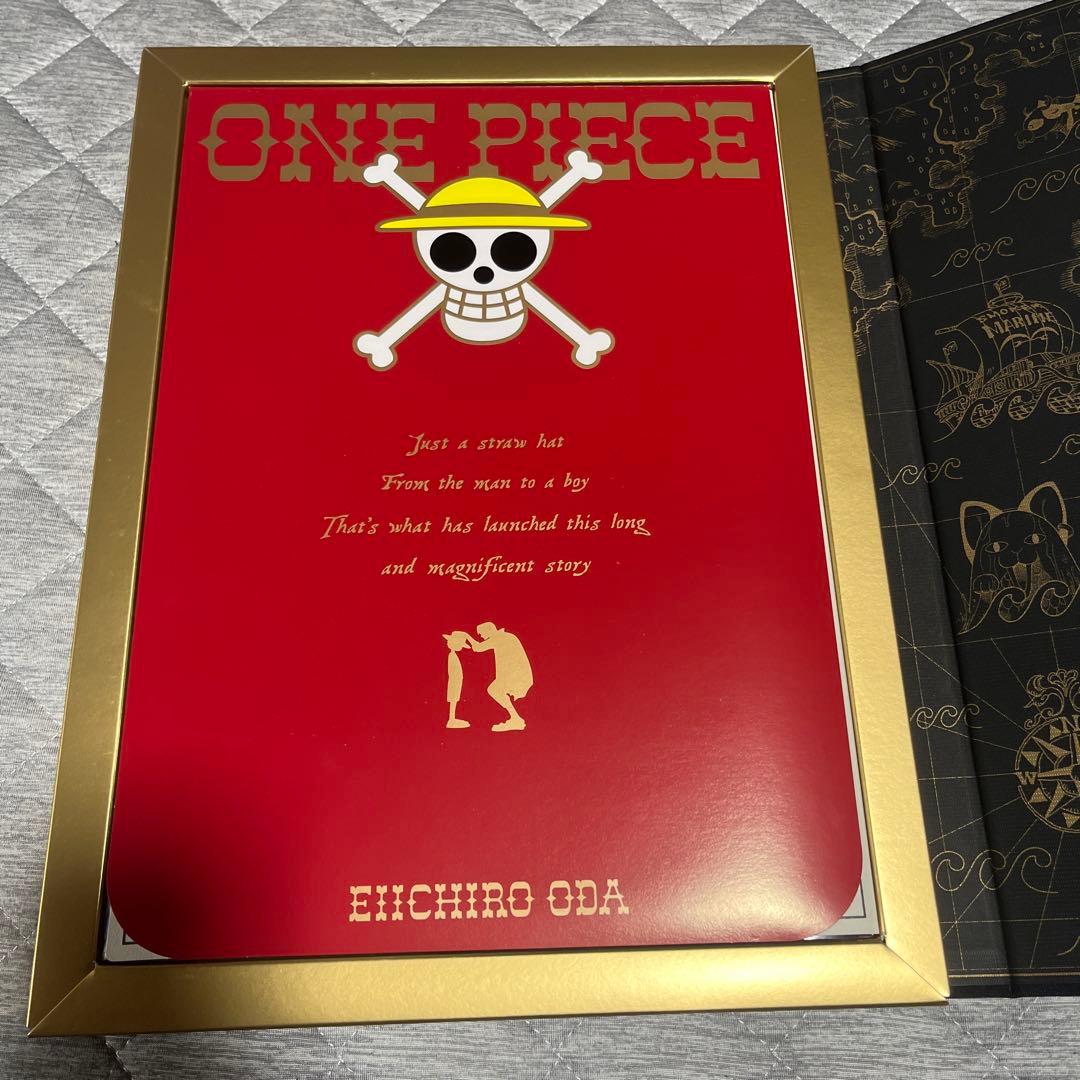 ONE PIECE
Just a straw hat
From the man to a boy
That's what has launched this long
and magnificent story
EIICHIRO ODA
MARINE
N
W